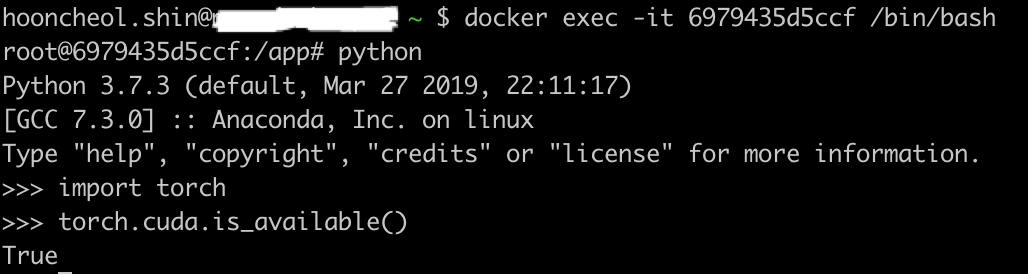 hooncheol.shin@ ~ $ docker exec -it 6979435d5ccf /bin/bash
root@6979435d5ccf:/app# python
Python 3.7.3 (default, Mar 27 2019, 22:11:17)
[GCC 7.3.0] :: Anaconda, Inc. on linux
Type "help", "copyright", "credits" or "license" for more information.
>>> import torch
>>> torch.cuda.is_available()
True